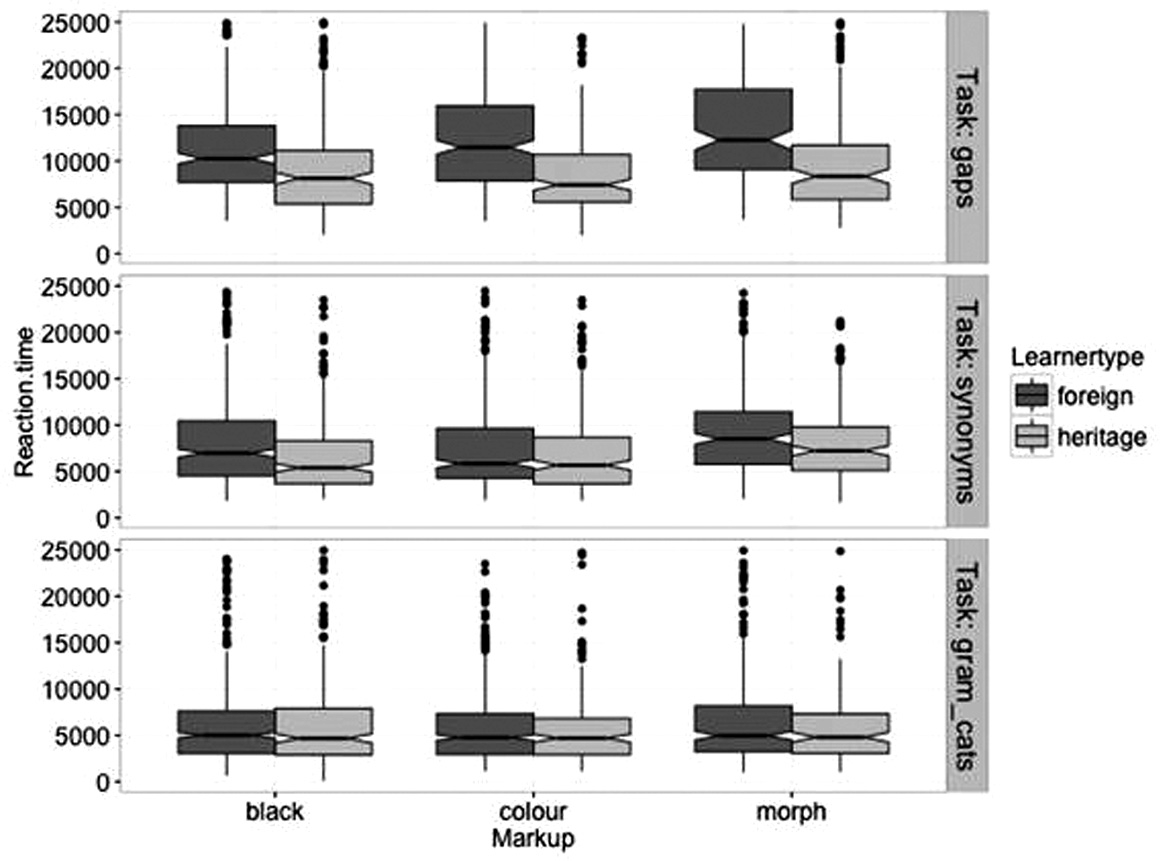 25000
20000
15000
10000
5000
0
Task: gaps
25000
20000
15000
10000
5000
0
Task: synonyms
25000
20000
15000
10000
5000
0
Task: gram_cats
Reaction.time
black
colour
morph
Markup
Learnertype
foreign
heritage